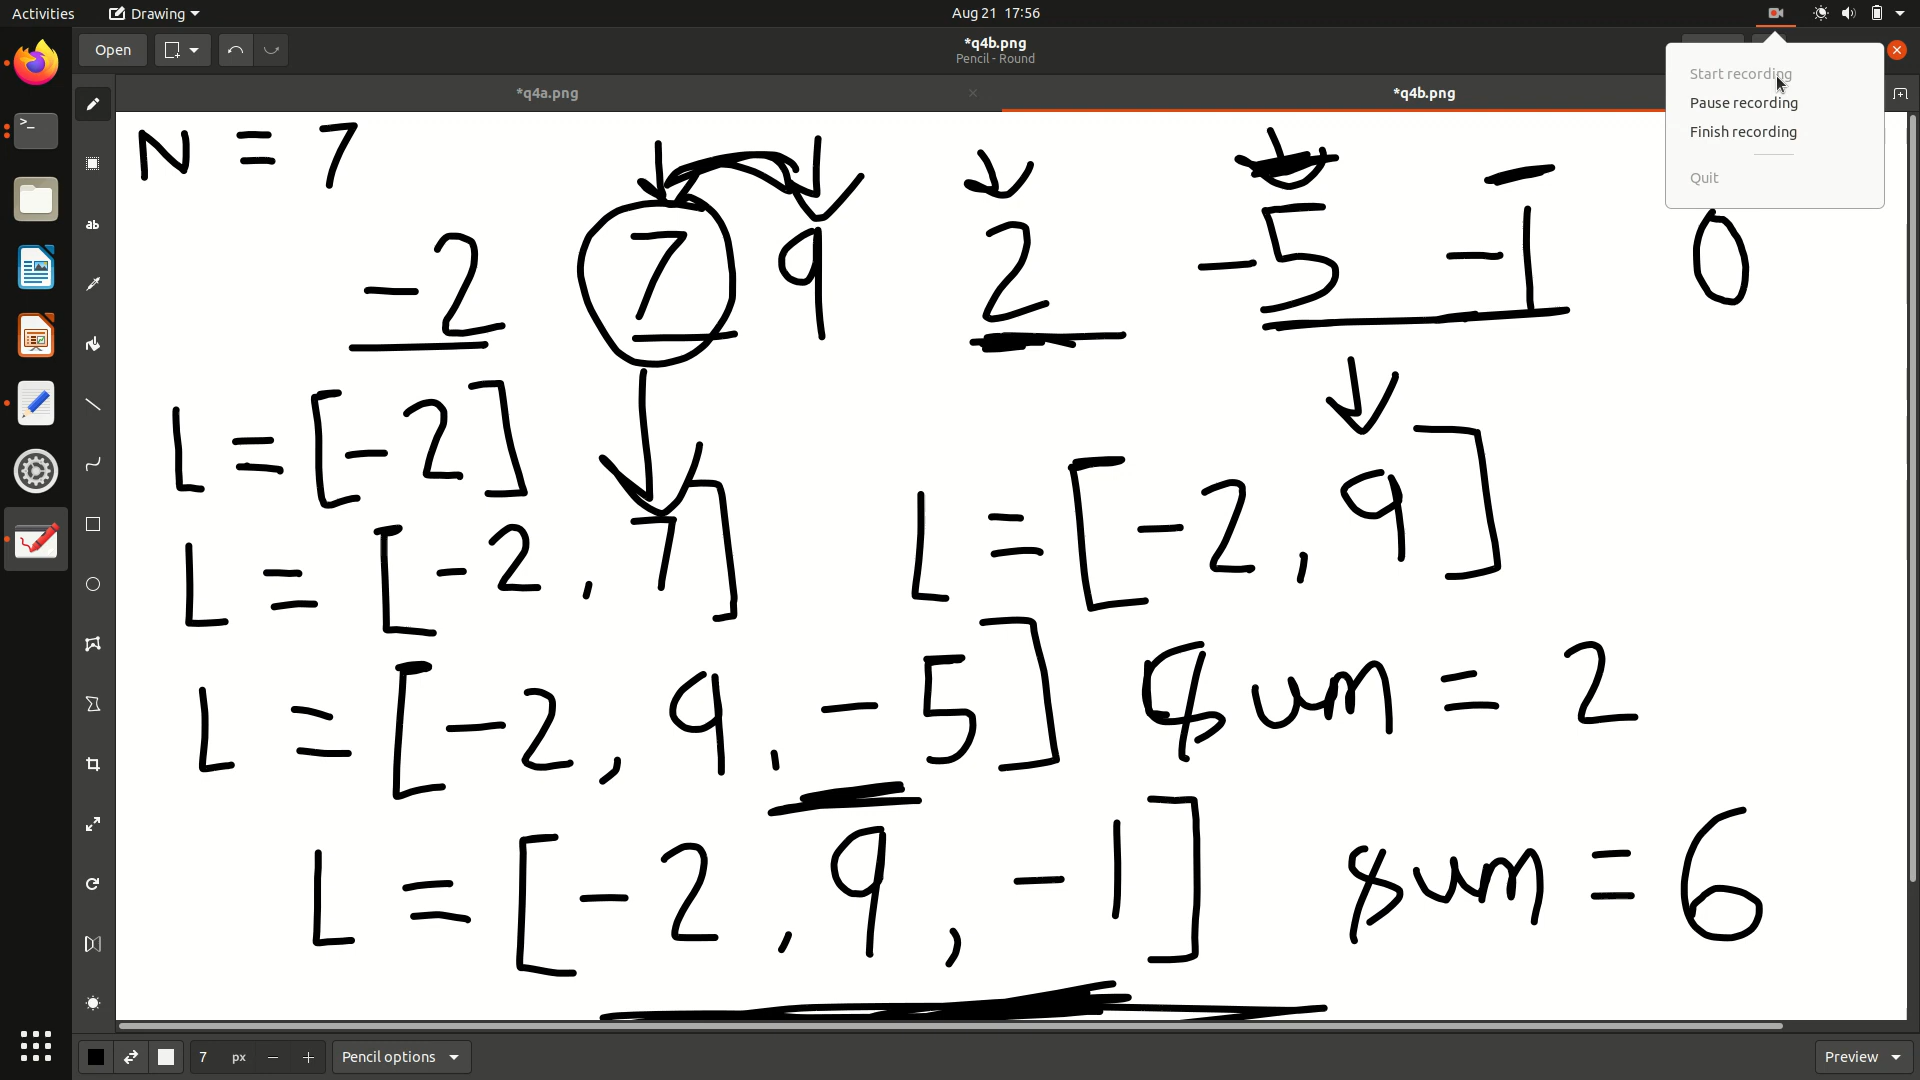 Activities Drawing Aug 21 17:56
Open *q4b.png
Pencil - Round
*q4a.png *q4b.png
Start recording
Pause recording
Finish recording
Quit
N = 7
-2 7 9 2 -5 -1 0
L = [-2]
L = [-2, 7]
L = [-2, 9]
L = [-2, 9, -5] sum = 2
L = [-2, 9, -1] sum = 6
7 px Pencil options Preview